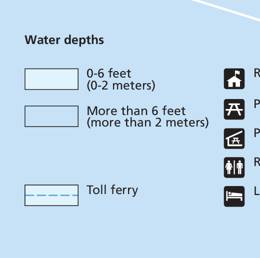 Water depths
0-6 feet
(0-2 meters)
R
More than 6 feet
(more than 2 meters)
P
P
R
Toll ferry
L